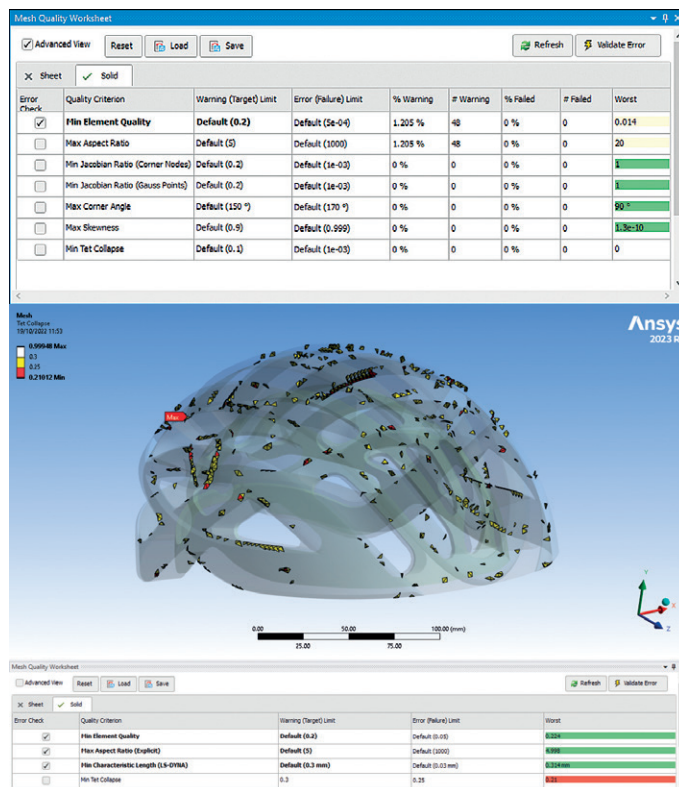 Mesh Quality Worksheet
Advanced View Reset Load Save Refresh Validate Error
Sheet Solid
Error Check Quality Criterion Warning (Target) Limit Error (Failure) Limit % Warning # Warning % Failed # Failed Worst
Min Element Quality Default (0.2) Default (5e-04) 1.205 % 48 0 % 0 0.014
Max Aspect Ratio Default (5) Default (1000) 1.205 % 48 0 % 0 20
Min Jacobian Ratio (Corner Nodes) Default (0.2) Default (1e-03) 0 % 0 0 % 0 1
Min Jacobian Ratio (Gauss Points) Default (0.2) Default (1e-03) 0 % 0 0 % 0 1
Max Corner Angle Default (150 °) Default (170 °) 0 % 0 0 % 0 90 °
Max Skewness Default (0.9) Default (0.999) 0 % 0 0 % 0 1.3e-10
Min Tet Collapse Default (0.1) Default (1e-03) 0 % 0 0 % 0 0
Mesh
Tet Collapse
19/10/2022 11:53
0.99948 Max
0.3
0.25
0.21012 Min
Ansys
2023 R
Max
Y
X
Z
0.00 50.00 100.00 (mm)
25.00 75.00
Mesh Quality Worksheet
Advanced View Reset Load Save Refresh Validate Error
Sheet Solid
Error Check Quality Criterion Warning (Target) Limit Error (Failure) Limit Worst
Min Element Quality Default (0.2) Default (0.05) 0.224
Max Aspect Ratio (Explicit) Default (5) Default (1000) 4.998
Min Characteristic Length (LS-DYNA) Default (0.3 mm) Default (0.03 mm) 0.314 mm
Min Tet Collapse 0.3 0.25 0.21